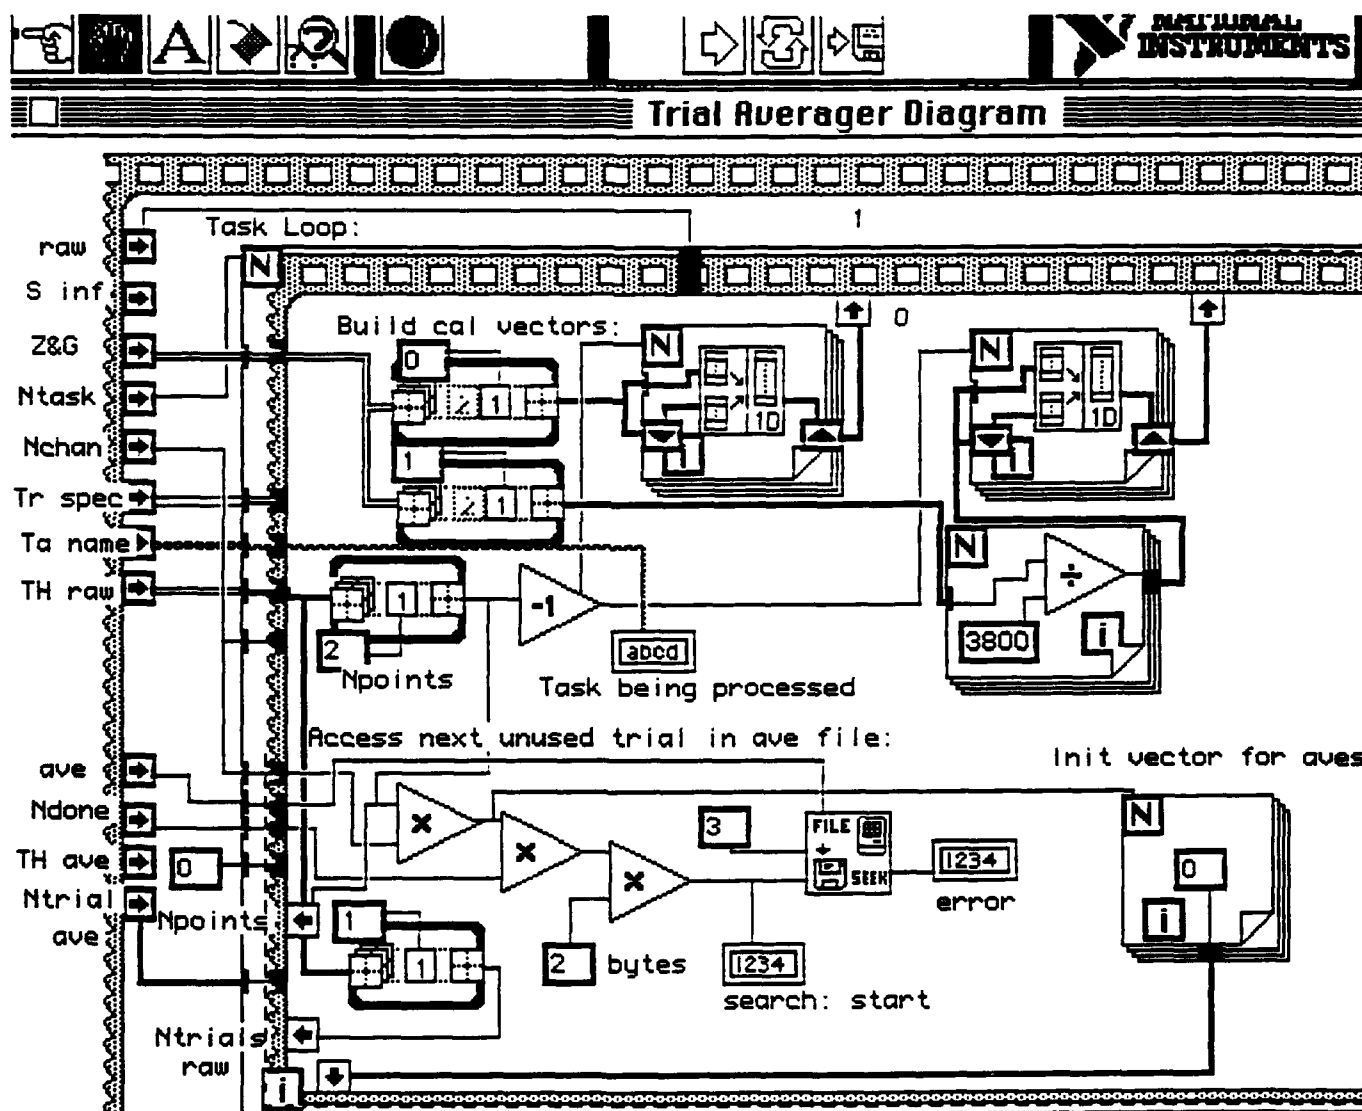 A
NATIONAL
INSTRUMENTS
Trial Averager Diagram
Task Loop:
1
raw
N
S inf
Build cal vectors:
0
Z&G
0
N
N
Ntask
1
1D
1D
Nchan
1
Tr spec
1
Ta name
N
TH raw
1
-1
÷
2
abcd
3800
i
Npoints
Task being processed
Access next unused trial in ave file:
Init vector for aves
ave
N
Ndone
×
3
FILE
×
SEEK
1234
0
TH ave
0
×
error
Ntrial
ave
Npoints
1
i
1
2
bytes
1234
search: start
Ntrials
raw
i